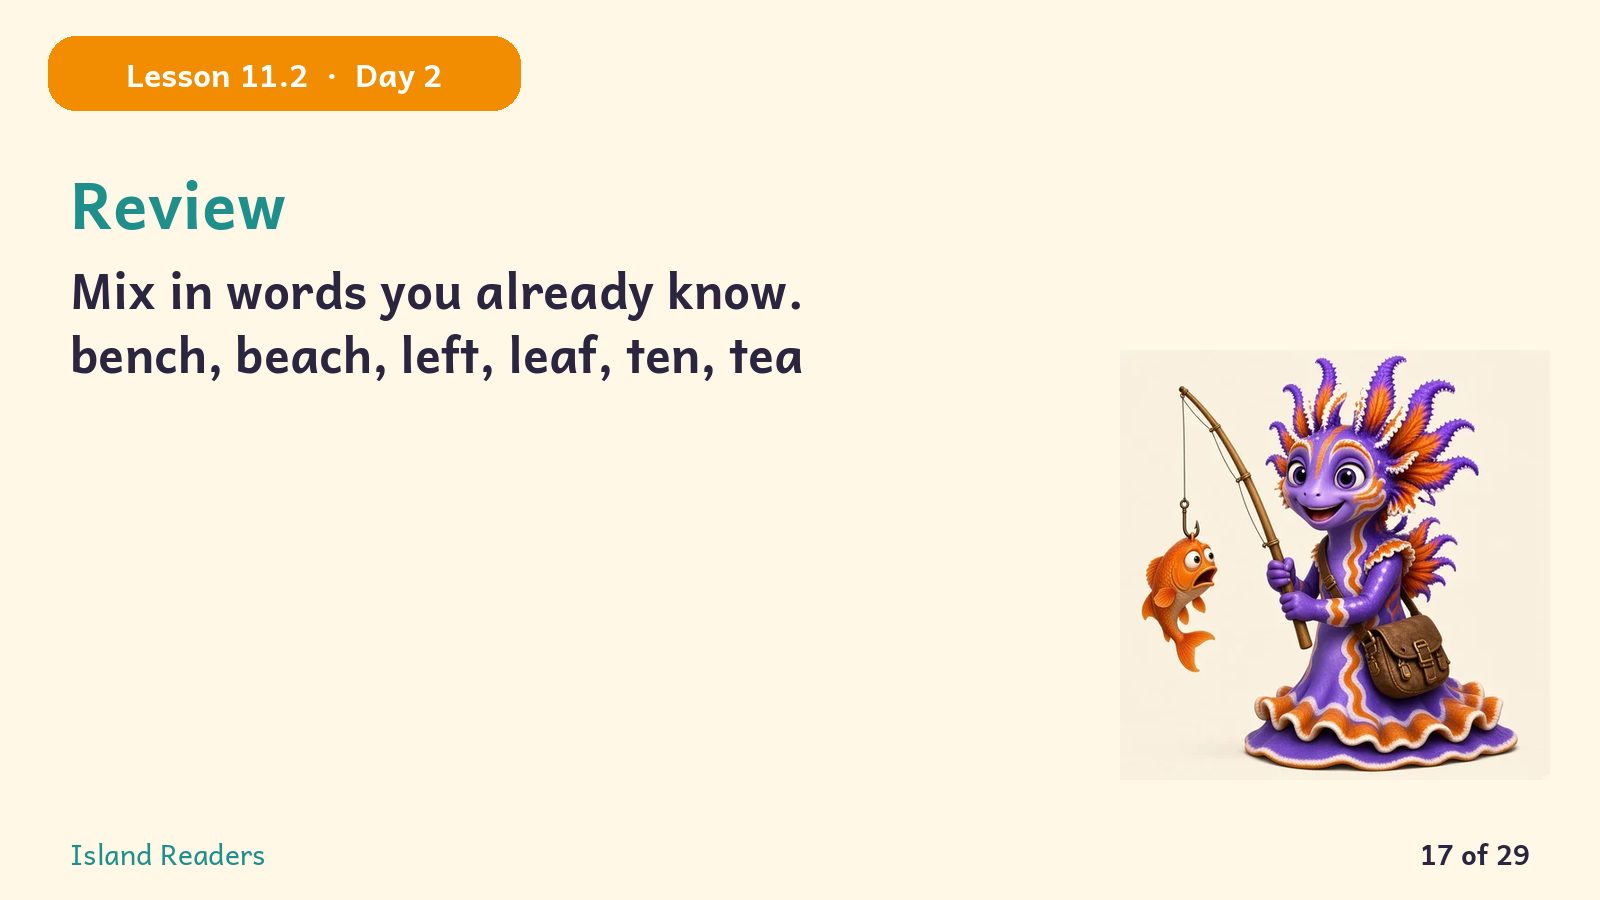 Lesson 11.2 · Day 2
Review
Mix in words you already know.
bench, beach, left, leaf, ten, tea
Island Readers
17 of 29